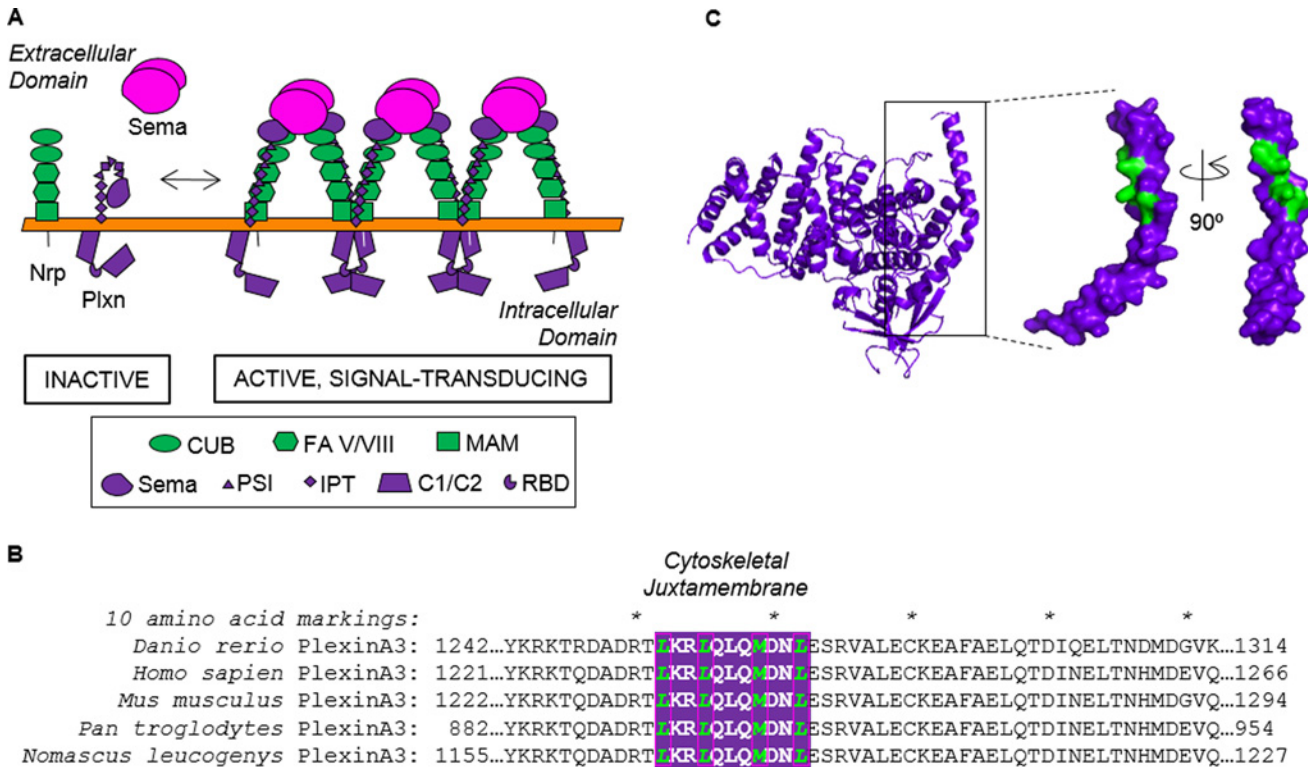 A
Extracellular
Domain
Sema
Nrp
Plxn
Intracellular
Domain
INACTIVE
ACTIVE, SIGNAL-TRANSDUCING
CUB FA V/VIII MAM
Sema PSI IPT C1/C2 RBD
C
90º
B
Cytoskeletal
Juxtamembrane
10 amino acid markings: * * * * *
Danio rerio PlexinA3: 1242…YKRKTRDADRTLKRLQLQMDNLESRVALECKEAFAELQTDIQELTNDMDGVK…1314
Homo sapien PlexinA3: 1221…YKRKTQDADRTLKRLQLQMDNLESRVALECKEAFAELQTDINELTNHMDEVQ…1266
Mus musculus PlexinA3: 1222…YKRKTQDADRTLKRLQLQMDNLESRVALECKEAFAELQTDINELTNHMDGVQ…1294
Pan troglodytes PlexinA3: 882…YKRKTQDADRTLKRLQLQMDNLESRVALECKEAFAELQTDINELTNHMDEVQ…954
Nomascus leucogenys PlexinA3: 1155…YKRKTQDADRTLKRLQLQMDNLESRVALECKEAFAELQTDINELTNHMDEVQ…1227